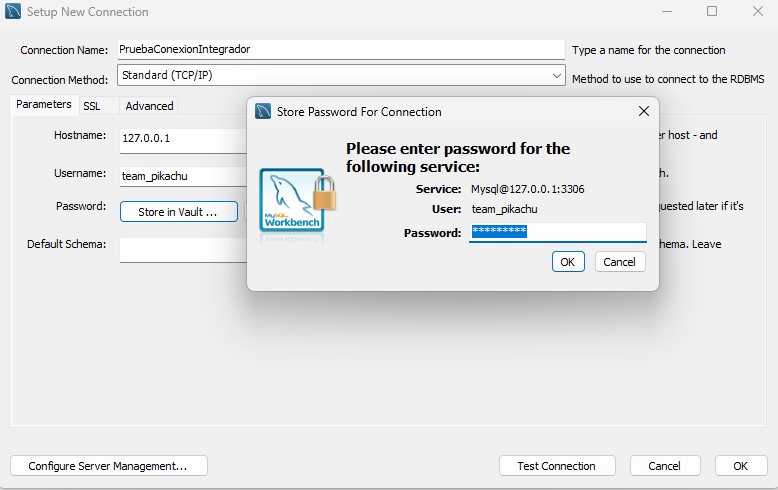 Setup New Connection
Connection Name: PruebaConexionIntegrador Type a name for the connection
Connection Method: Standard (TCP/IP) Method to use to connect to the RDBMS
Parameters SSL Advanced
Hostname: 127.0.0.1 host - and
Username: team_pikachu
Password: Store in Vault ... later if it's
Default Schema: Leave
Store Password For Connection
Please enter password for the
following service:
Service: Mysql@127.0.0.1:3306
User: team_pikachu
Password: *********
MySQL
Workbench
OK Cancel
Configure Server Management... Test Connection Cancel OK